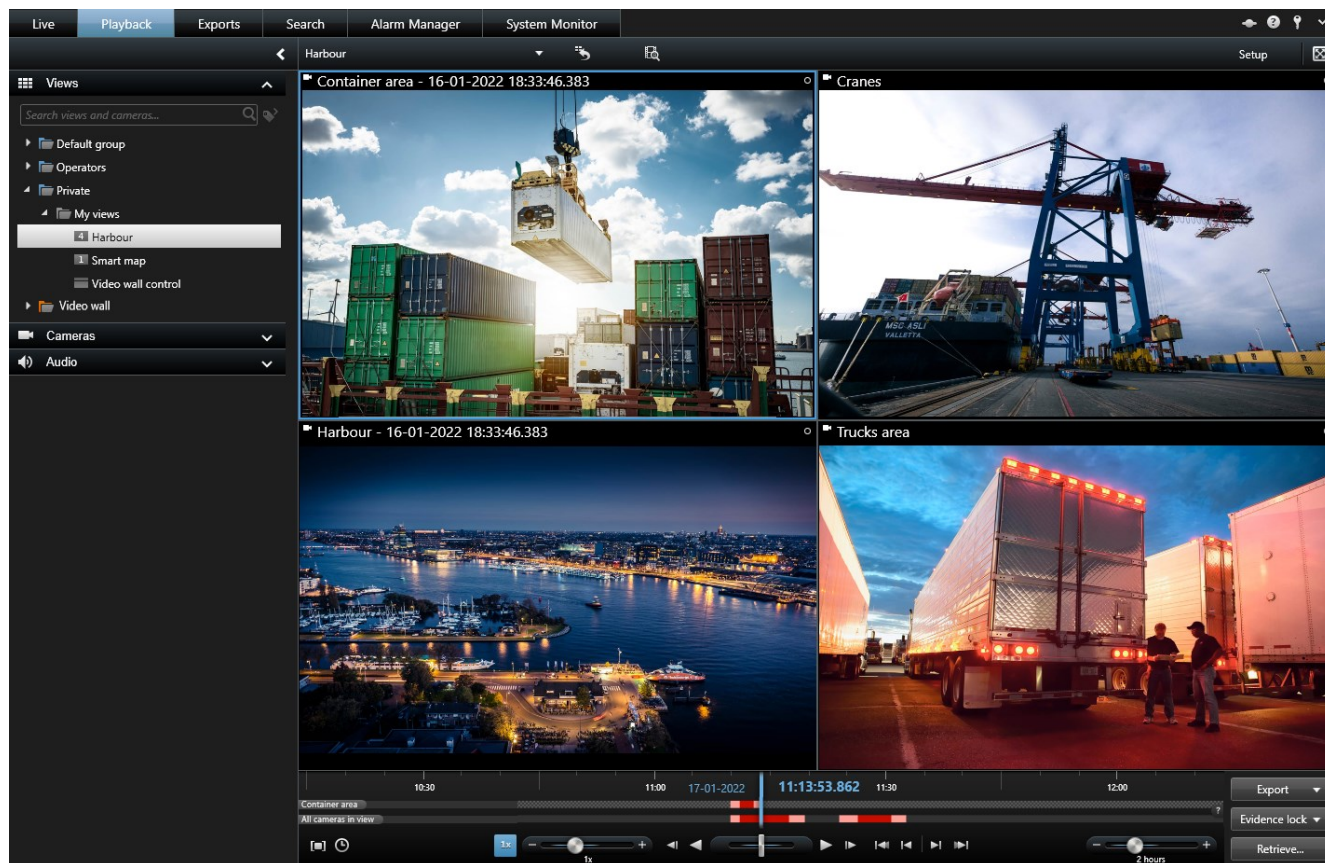 Live Playback Exports Search Alarm Manager System Monitor
Harbour Setup
Views
Search views and cameras...
Default group
Operators
Private
My views
4 Harbour
1 Smart map
Video wall control
Video wall
Cameras
Audio
Container area - 16-01-2022 18:33:46.383
Cranes
MSC ASLI
VALLETTA
Harbour - 16-01-2022 18:33:46.383
Trucks area
10:30 11:00 17-01-2022 11:13:53.862 11:30 12:00
Container area
All cameras in view
?
1x
1x
2 hours
Export
Evidence lock
Retrieve...